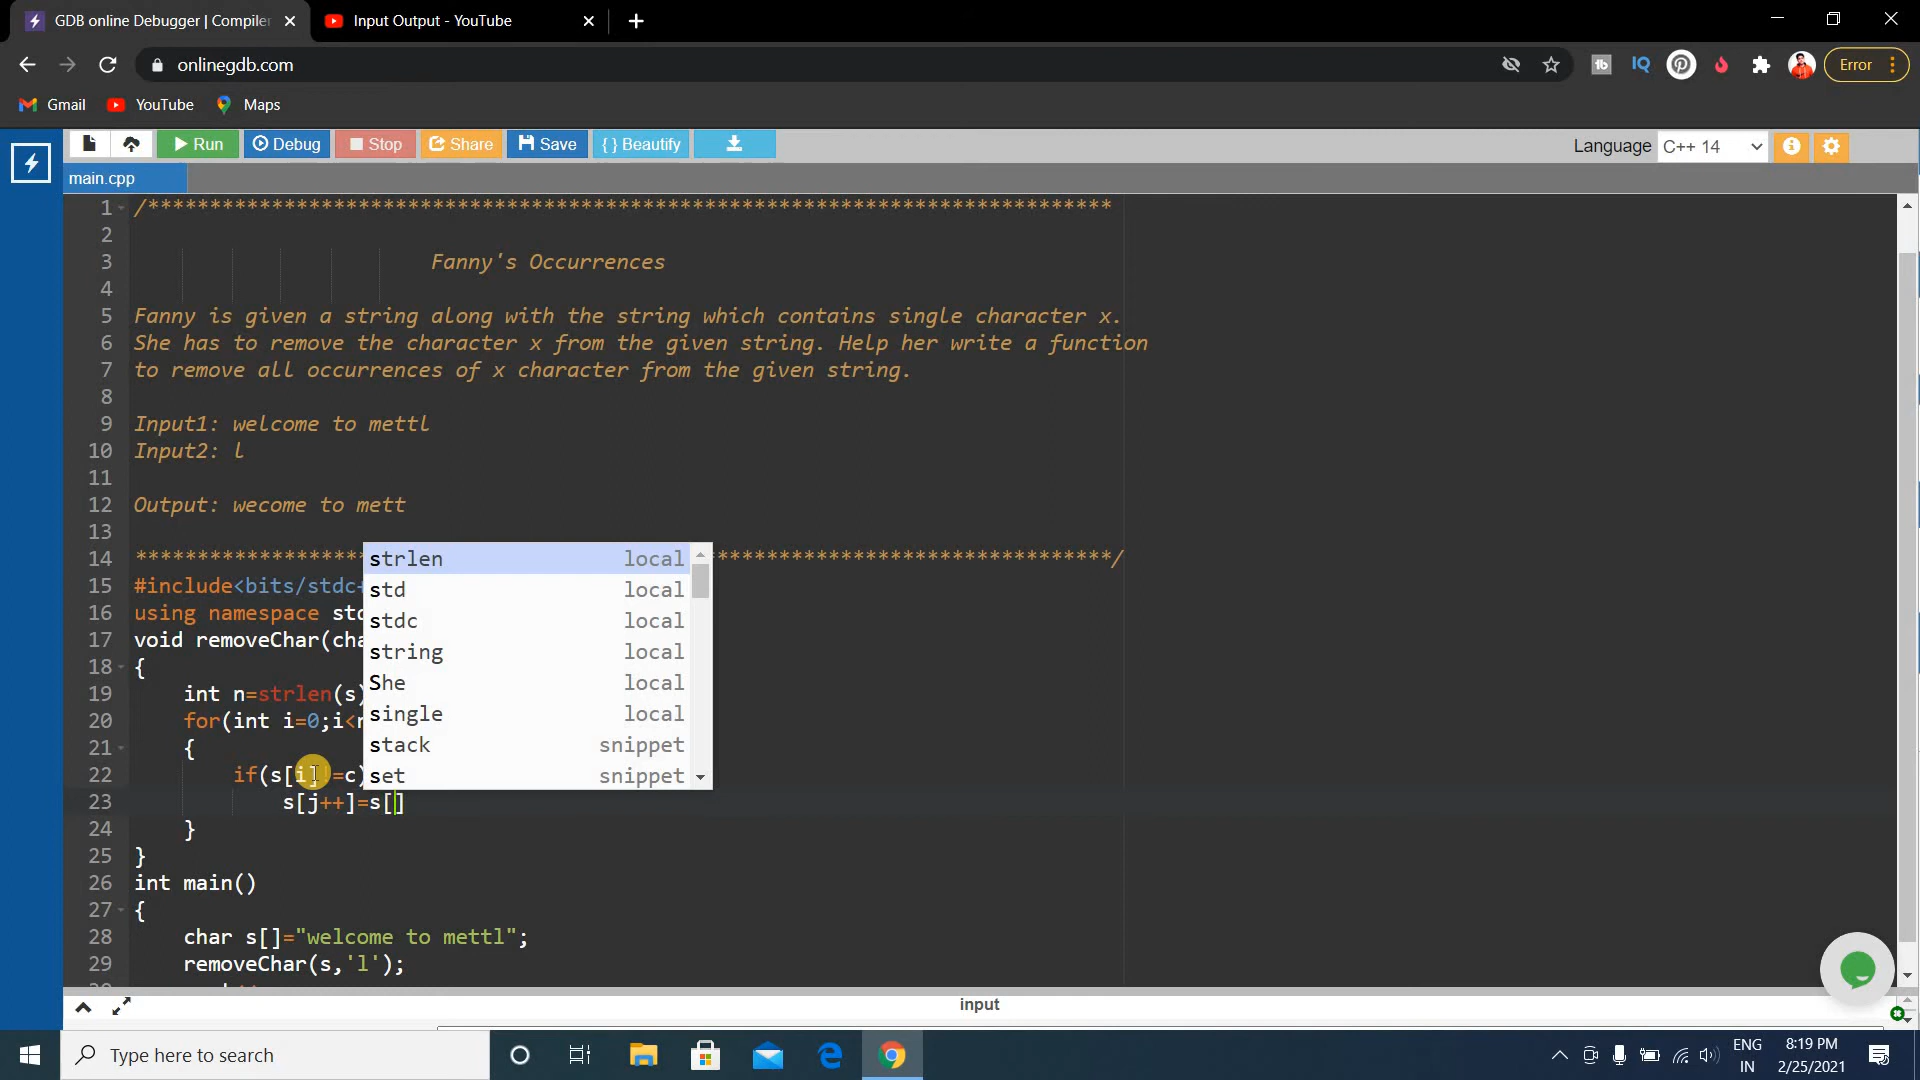 GDB online Debugger | Compiler
Input Output - YouTube
onlinegdb.com
Error
Gmail
YouTube
Maps
Run
Debug
Stop
Share
Save
{ } Beautify
Language
C++ 14
main.cpp
1 /******************************************************************************
2
3 Fanny's Occurrences
4
5 Fanny is given a string along with the string which contains single character x.
6 She has to remove the character x from the given string. Help her write a function
7 to remove all occurrences of x character from the given string.
8
9 Input1: welcome to mettl
10 Input2: l
11
12 Output: wecome to mett
13
14
15 #include<bits/stdc+
16 using namespace std
17 void removeChar(cha
18 {
19 int n=strlen(s)
20 for(int i=0;i<n
21 {
22 if(s[i]!=c)
23 s[j++]=s[]
24 }
25 }
26 int main()
27 {
28 char s[]="welcome to mettl";
29 removeChar(s,'l');
strlen local
std local
stdc local
string local
She local
single local
stack snippet
set snippet
input
Type here to search
ENG
IN
8:19 PM
2/25/2021